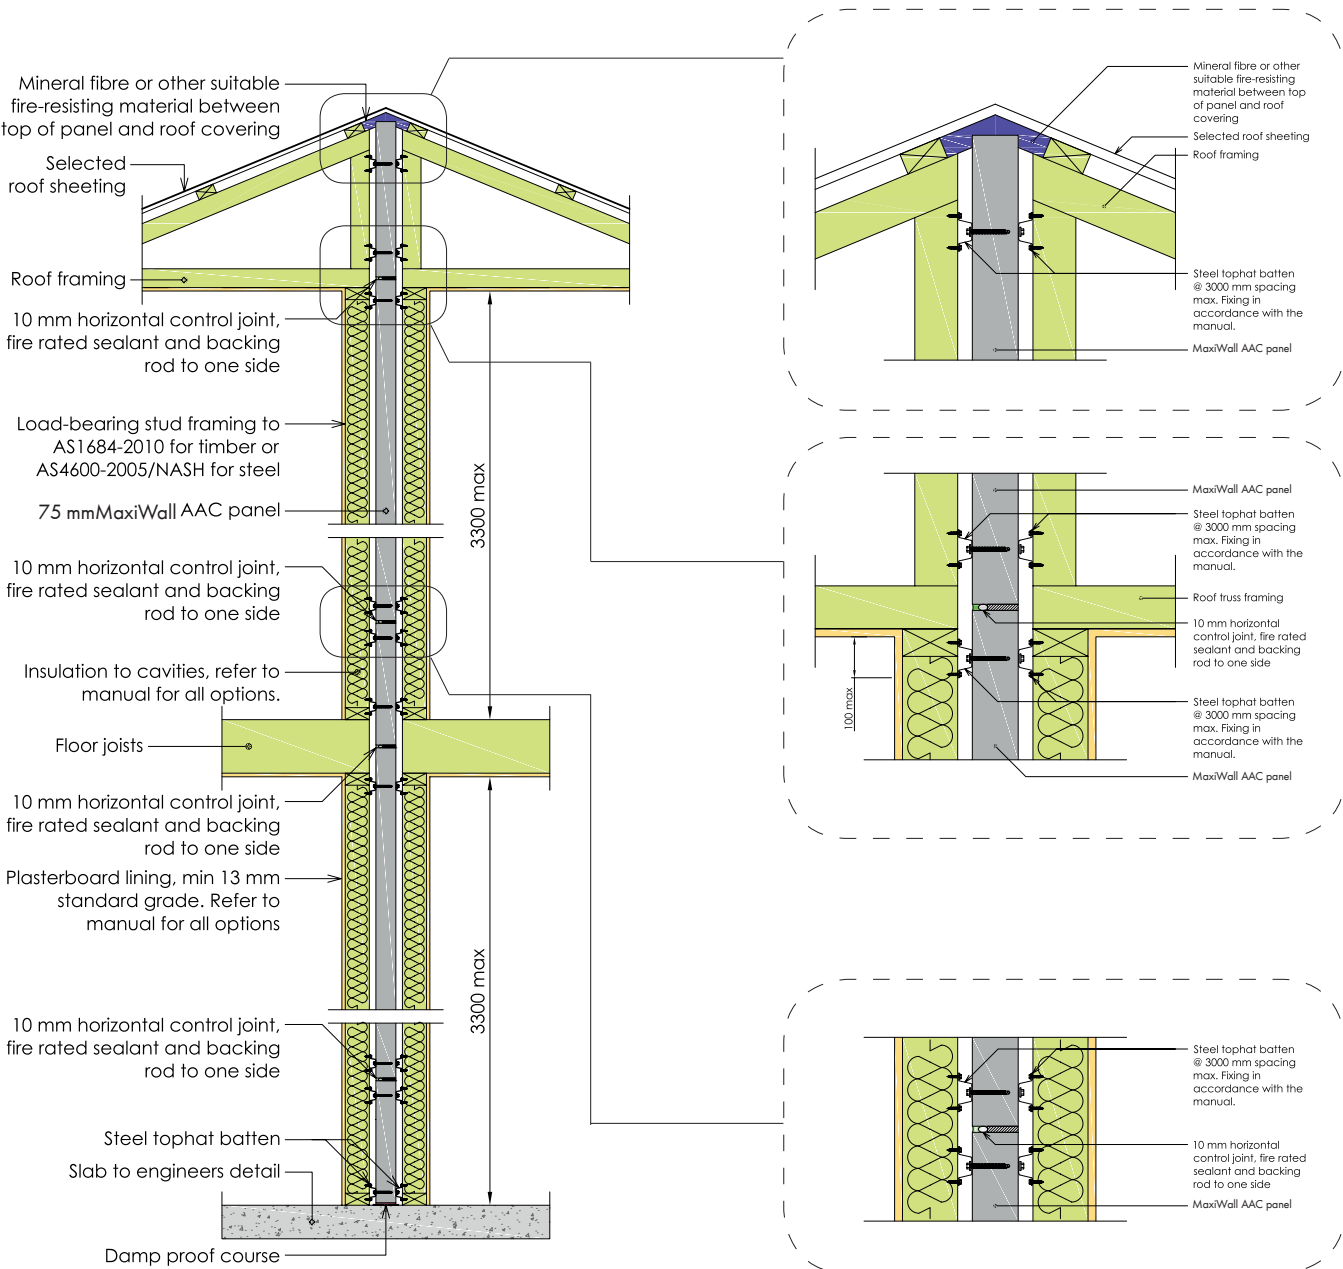 Mineral fibre or other suitable
fire-resisting material between
top of panel and roof covering
Selected
roof sheeting
Roof framing
10 mm horizontal control joint,
fire rated sealant and backing
rod to one side
Load-bearing stud framing to
AS1684-2010 for timber or
AS4600-2005/NASH for steel
75 mmMaxiWall AAC panel
10 mm horizontal control joint,
fire rated sealant and backing
rod to one side
Insulation to cavities, refer to
manual for all options.
Floor joists
10 mm horizontal control joint,
fire rated sealant and backing
rod to one side
Plasterboard lining, min 13 mm
standard grade. Refer to
manual for all options
10 mm horizontal control joint,
fire rated sealant and backing
rod to one side
Steel tophat batten
Slab to engineers detail
Damp proof course
3300 max
3300 max
Mineral fibre or other
suitable fire-resisting
material between top
of panel and roof
covering
Selected roof sheeting
Roof framing
Steel tophat batten
@ 3000 mm spacing
max. Fixing in
accordance with the
manual.
MaxiWall AAC panel
MaxiWall AAC panel
Steel tophat batten
@ 3000 mm spacing
max. Fixing in
accordance with the
manual.
Roof truss framing
10 mm horizontal
control joint, fire rated
sealant and backing
rod to one side
100 max
Steel tophat batten
@ 3000 mm spacing
max. Fixing in
accordance with the
manual.
MaxiWall AAC panel
Steel tophat batten
@ 3000 mm spacing
max. Fixing in
accordance with the
manual.
10 mm horizontal
control joint, fire rated
sealant and backing
rod to one side
MaxiWall AAC panel